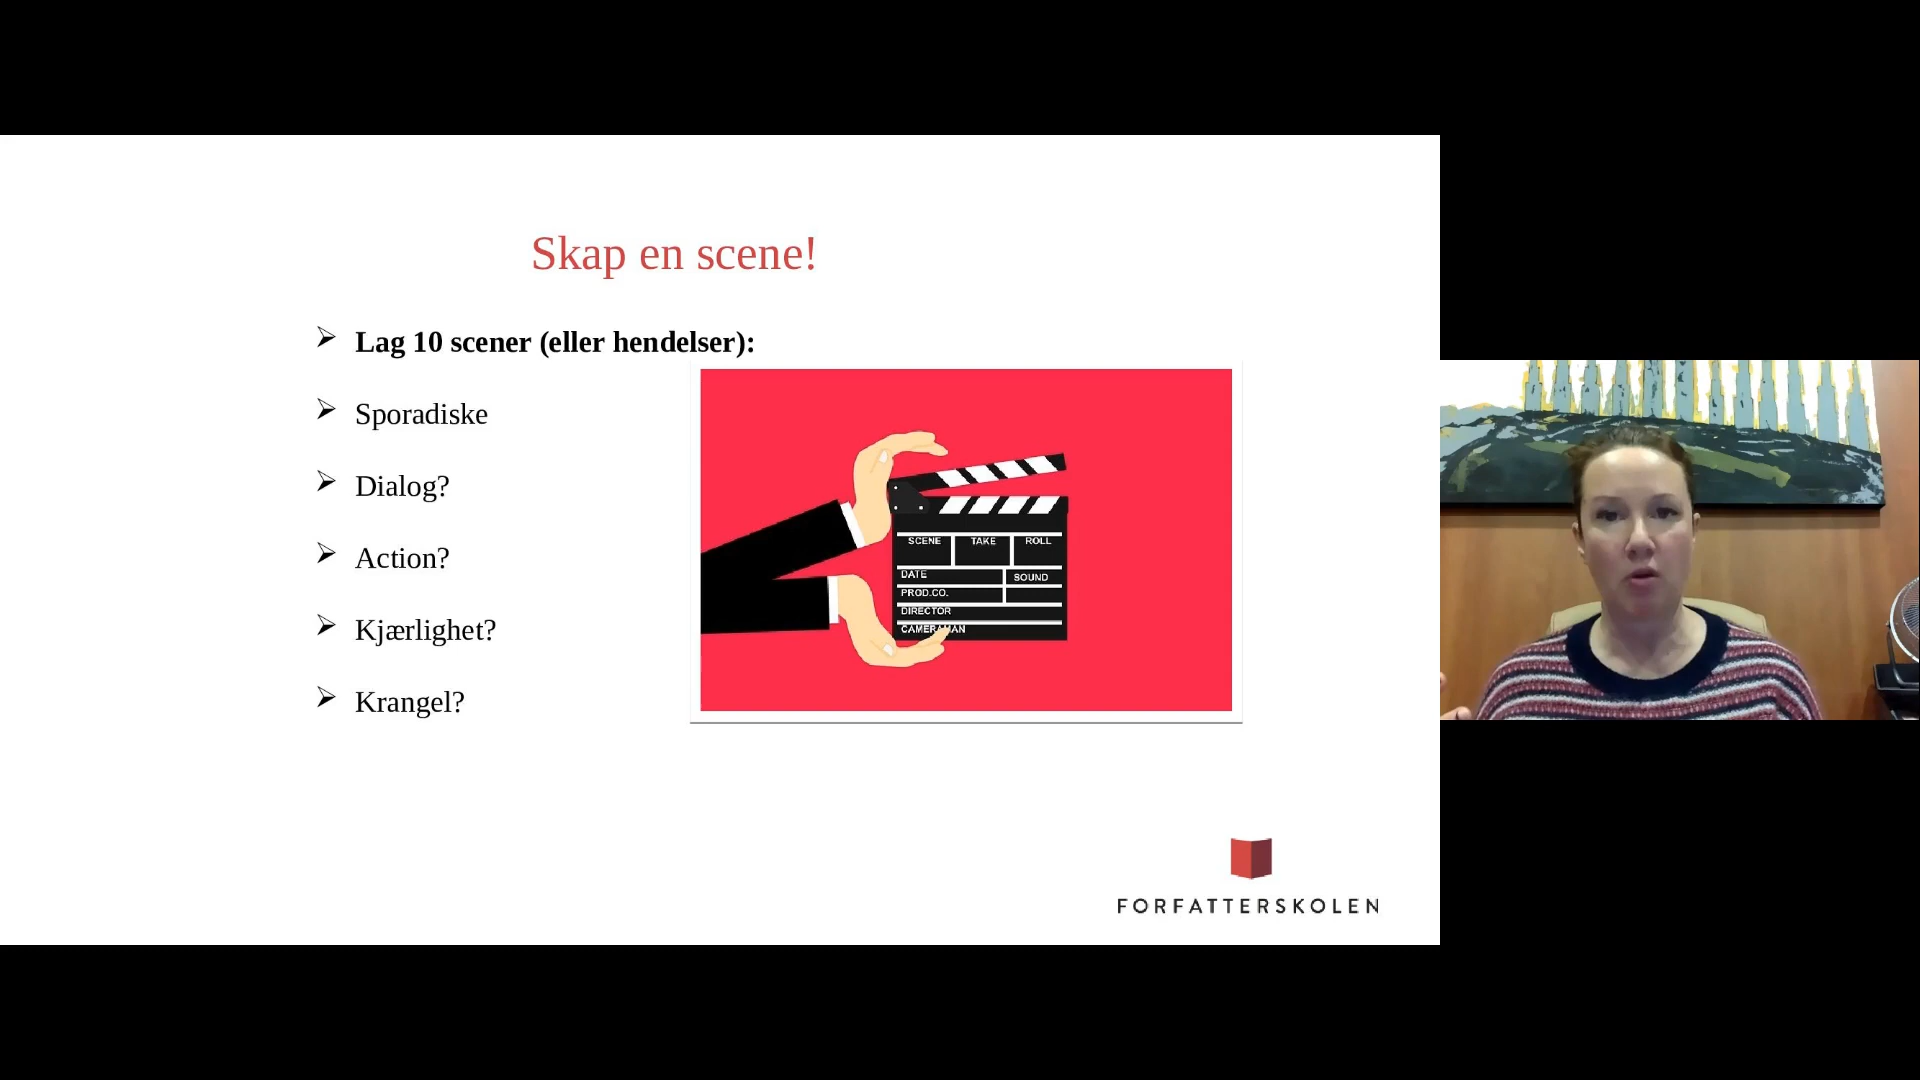 Skap en scene!
Lag 10 scener (eller hendelser):
Sporadiske
Dialog?
Action?
Kjærlighet?
Krangel?
SCENE TAKE ROLL
DATE SOUND
PROD.CO.
DIRECTOR
CAMERAMAN
FORFATTERSKOLEN